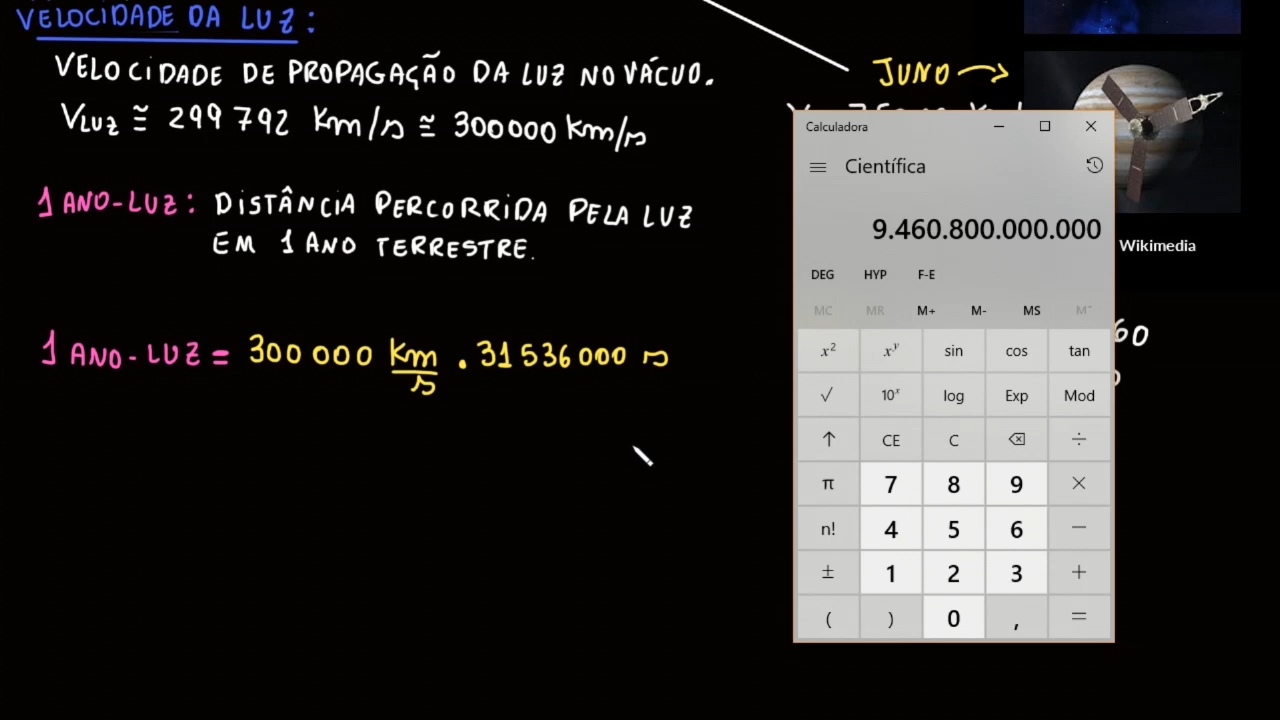 VELOCIDADE DA LUZ:
VELOCIDADE DE PROPAGAÇÃO DA LUZ NO VÁCUO.
VLUZ ≅ 299 792 Km/s ≅ 300000 km/s
1 ANO-LUZ: DISTÂNCIA PERCORRIDA PELA LUZ
EM 1 ANO TERRESTRE.
1 ANO-LUZ = 300 000 Km/s . 31 536 000 s
JUNO →
Wikimedia
60
Calculadora
Científica
9.460.800.000.000
DEG HYP F-E
MC MR M+ M- MS M˅
x² xʸ sin cos tan
√ 10ˣ log Exp Mod
↑ CE C ⌫ ÷
π 7 8 9 ×
n! 4 5 6 −
± 1 2 3 +
( ) 0 , =